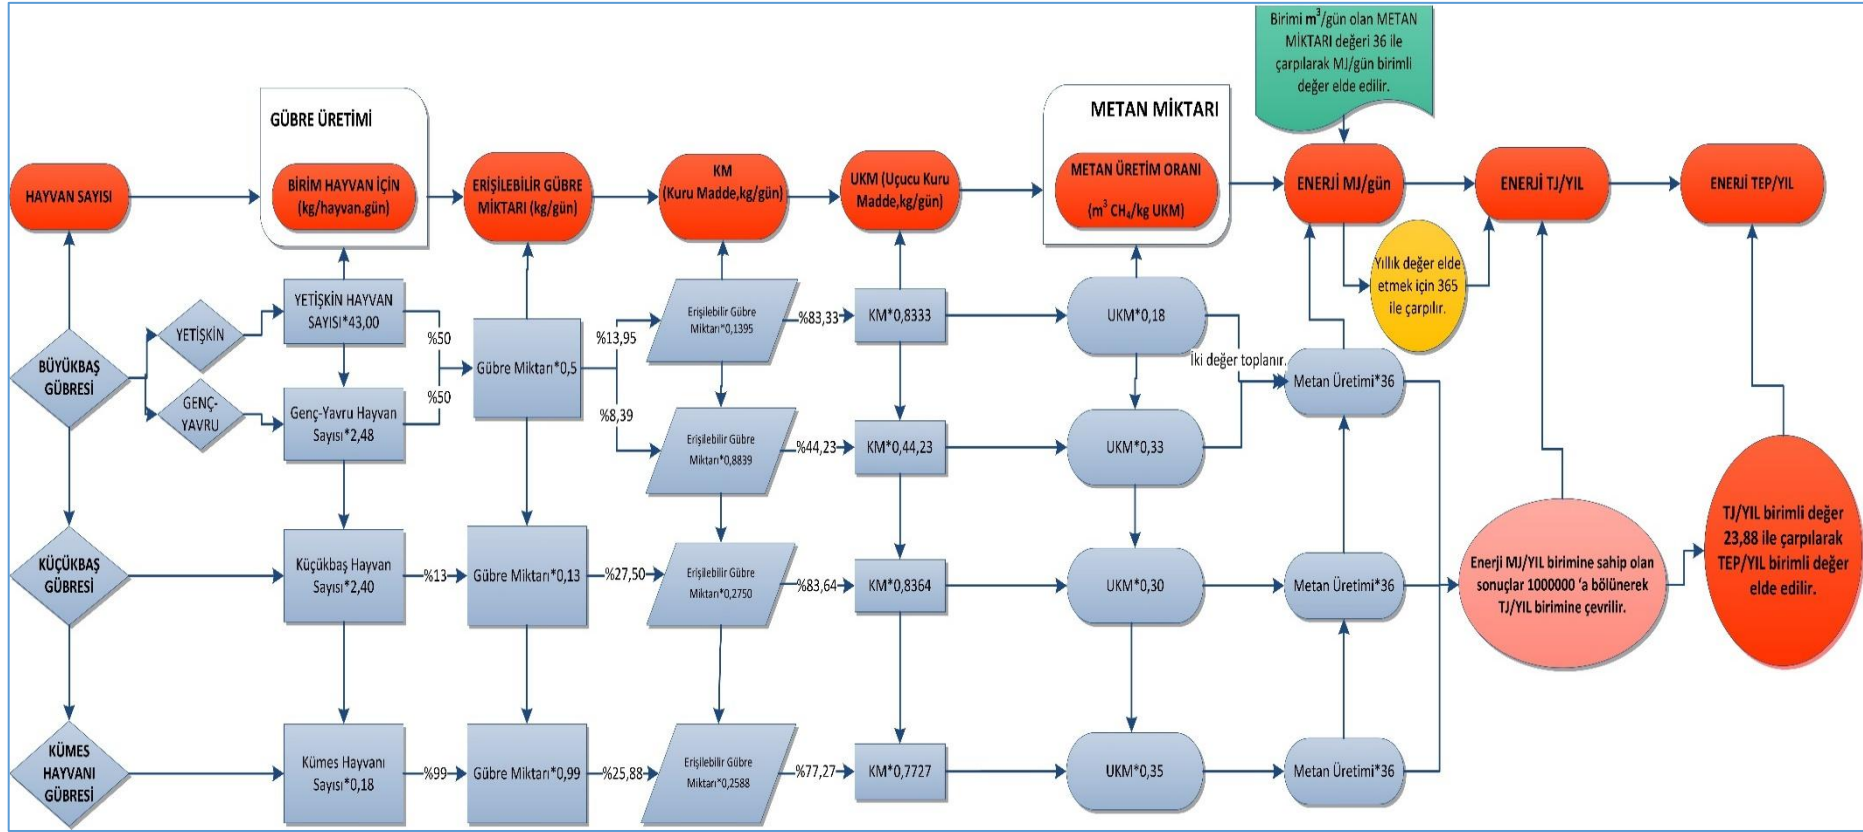 Birimi m³/gün olan METAN
MİKTARI değeri 36 ile
çarpılarak MJ/gün birimli
değer elde edilir.
GÜBRE ÜRETİMİ
METAN MİKTARI
HAYVAN SAYISI
BİRİM HAYVAN İÇİN
(kg/hayvan.gün)
ERİŞİLEBİLİR GÜBRE
MİKTARI (kg/gün)
KM
(Kuru Madde,kg/gün)
UKM (Uçucu Kuru
Madde,kg/gün)
METAN ÜRETİM ORANI
(m³ CH₄/kg UKM)
ENERJİ MJ/gün
ENERJİ TJ/YIL
ENERJİ TEP/YIL
Yıllık değer elde
etmek için 365
ile çarpılır.
BÜYÜKBAŞ
GÜBRESİ
YETİŞKİN
GENÇ-
YAVRU
YETİŞKİN HAYVAN
SAYISI*43,00
Genç-Yavru Hayvan
Sayısı*2,48
%50
%50
Gübre Miktarı*0,5
%13,95
%8,39
Erişilebilir Gübre
Miktarı*0,1395
Erişilebilir Gübre
Miktarı*0,8839
%83,33
%44,23
KM*0,8333
KM*0,44,23
UKM*0,18
UKM*0,33
İki değer toplanır.
Metan Üretimi*36
KÜÇÜKBAŞ
GÜBRESİ
Küçükbaş Hayvan
Sayısı*2,40
%13
Gübre Miktarı*0,13
%27,50
Erişilebilir Gübre
Miktarı*0,2750
%83,64
KM*0,8364
UKM*0,30
Metan Üretimi*36
Enerji MJ/YIL birimine sahip olan
sonuçlar 1000000 ‘a bölünerek
TJ/YIL birimine çevrilir.
TJ/YIL birimli değer
23,88 ile çarpılarak
TEP/YIL birimli değer
elde edilir.
KÜMES
HAYVANI
GÜBRESİ
Kümes Hayvanı
Sayısı*0,18
%99
Gübre Miktarı*0,99
%25,88
Erişilebilir Gübre
Miktarı*0,2588
%77,27
KM*0,7727
UKM*0,35
Metan Üretimi*36